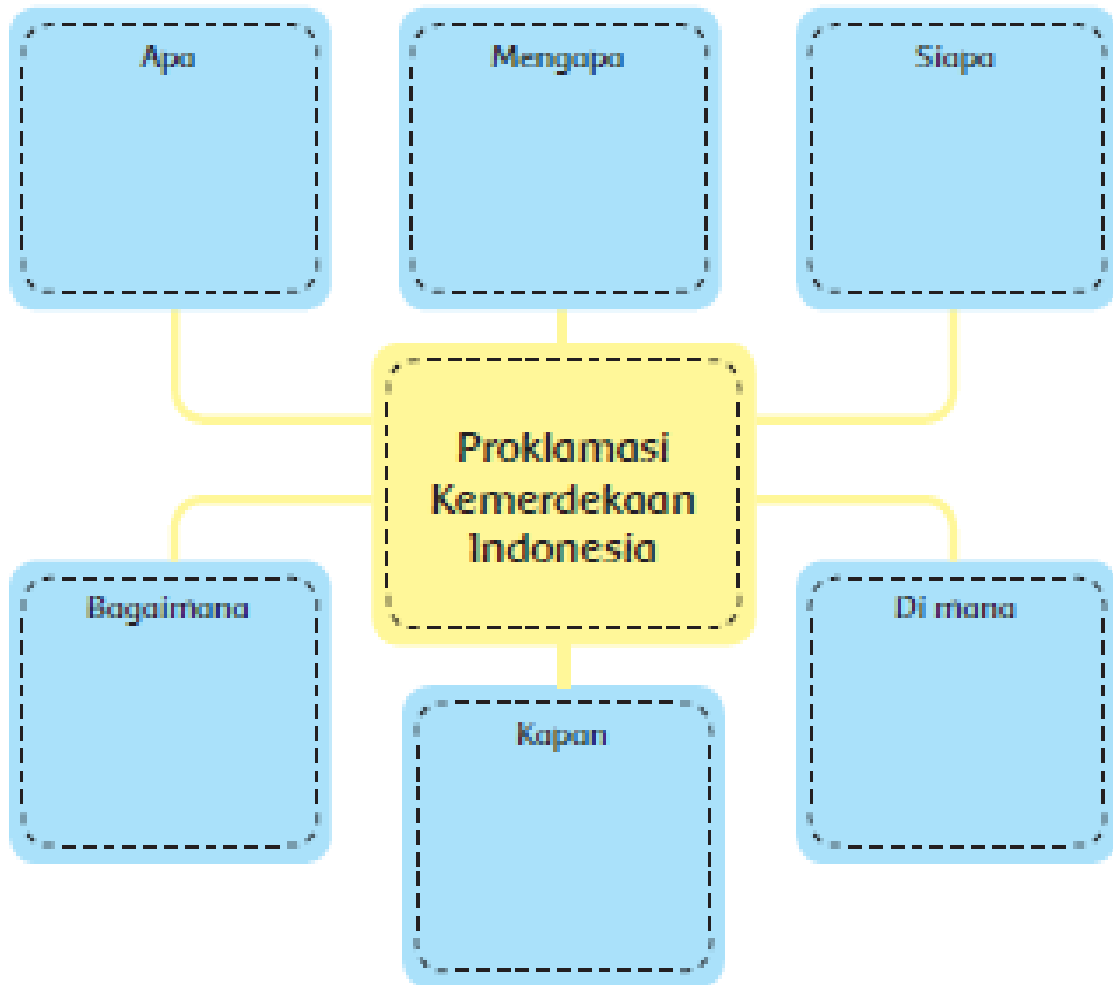 Apa
Mengapa
Siapa
Proklamasi
Kemerdekaan
Indonesia
Bagaimana
Di mana
Kapan